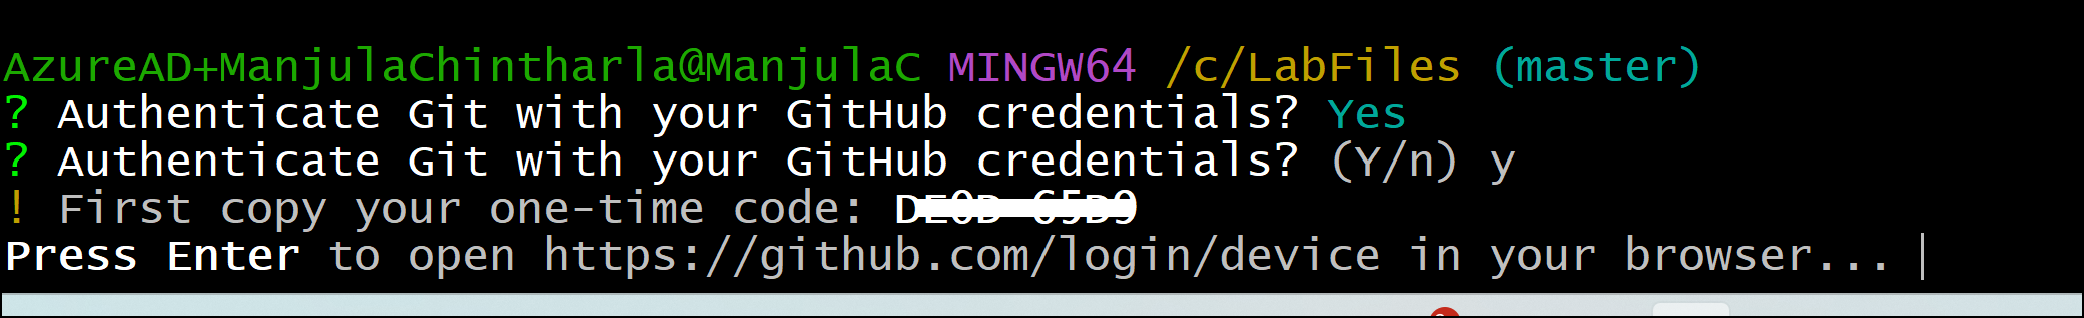 AzureAD+ManjulaChintharla@ManjulaC MINGW64 /c/LabFiles (master)
? Authenticate Git with your GitHub credentials? Yes
? Authenticate Git with your GitHub credentials? (Y/n) y
! First copy your one-time code:
Press Enter to open https://github.com/login/device in your browser...